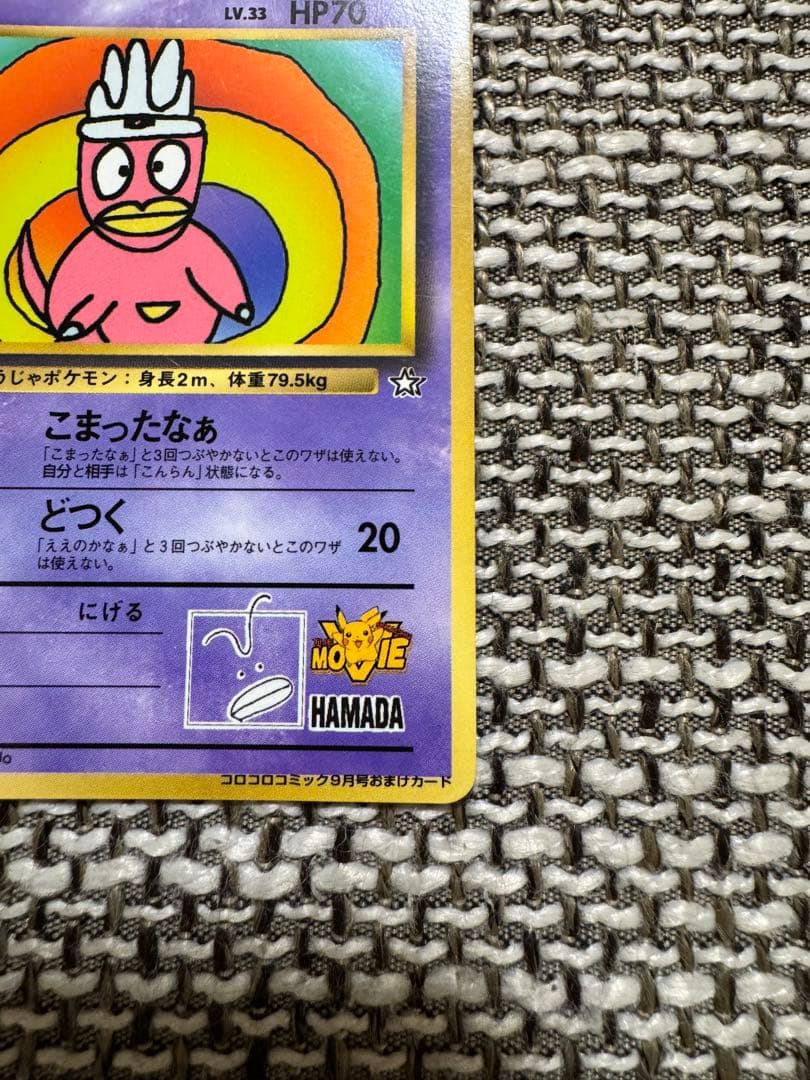 LV.33 HP70
うじゃポケモン：身長2m、体重79.5kg
こまったなぁ
「こまったなぁ」と3回つぶやかないとこのワザは使えない。
自分と相手は「こんらん」状態になる。
どつく
20
「ええのかなぁ」と3回つぶやかないとこのワザ
は使えない。
にげる
MOVIE
HAMADA
コロコロコミック9月号おまけカード